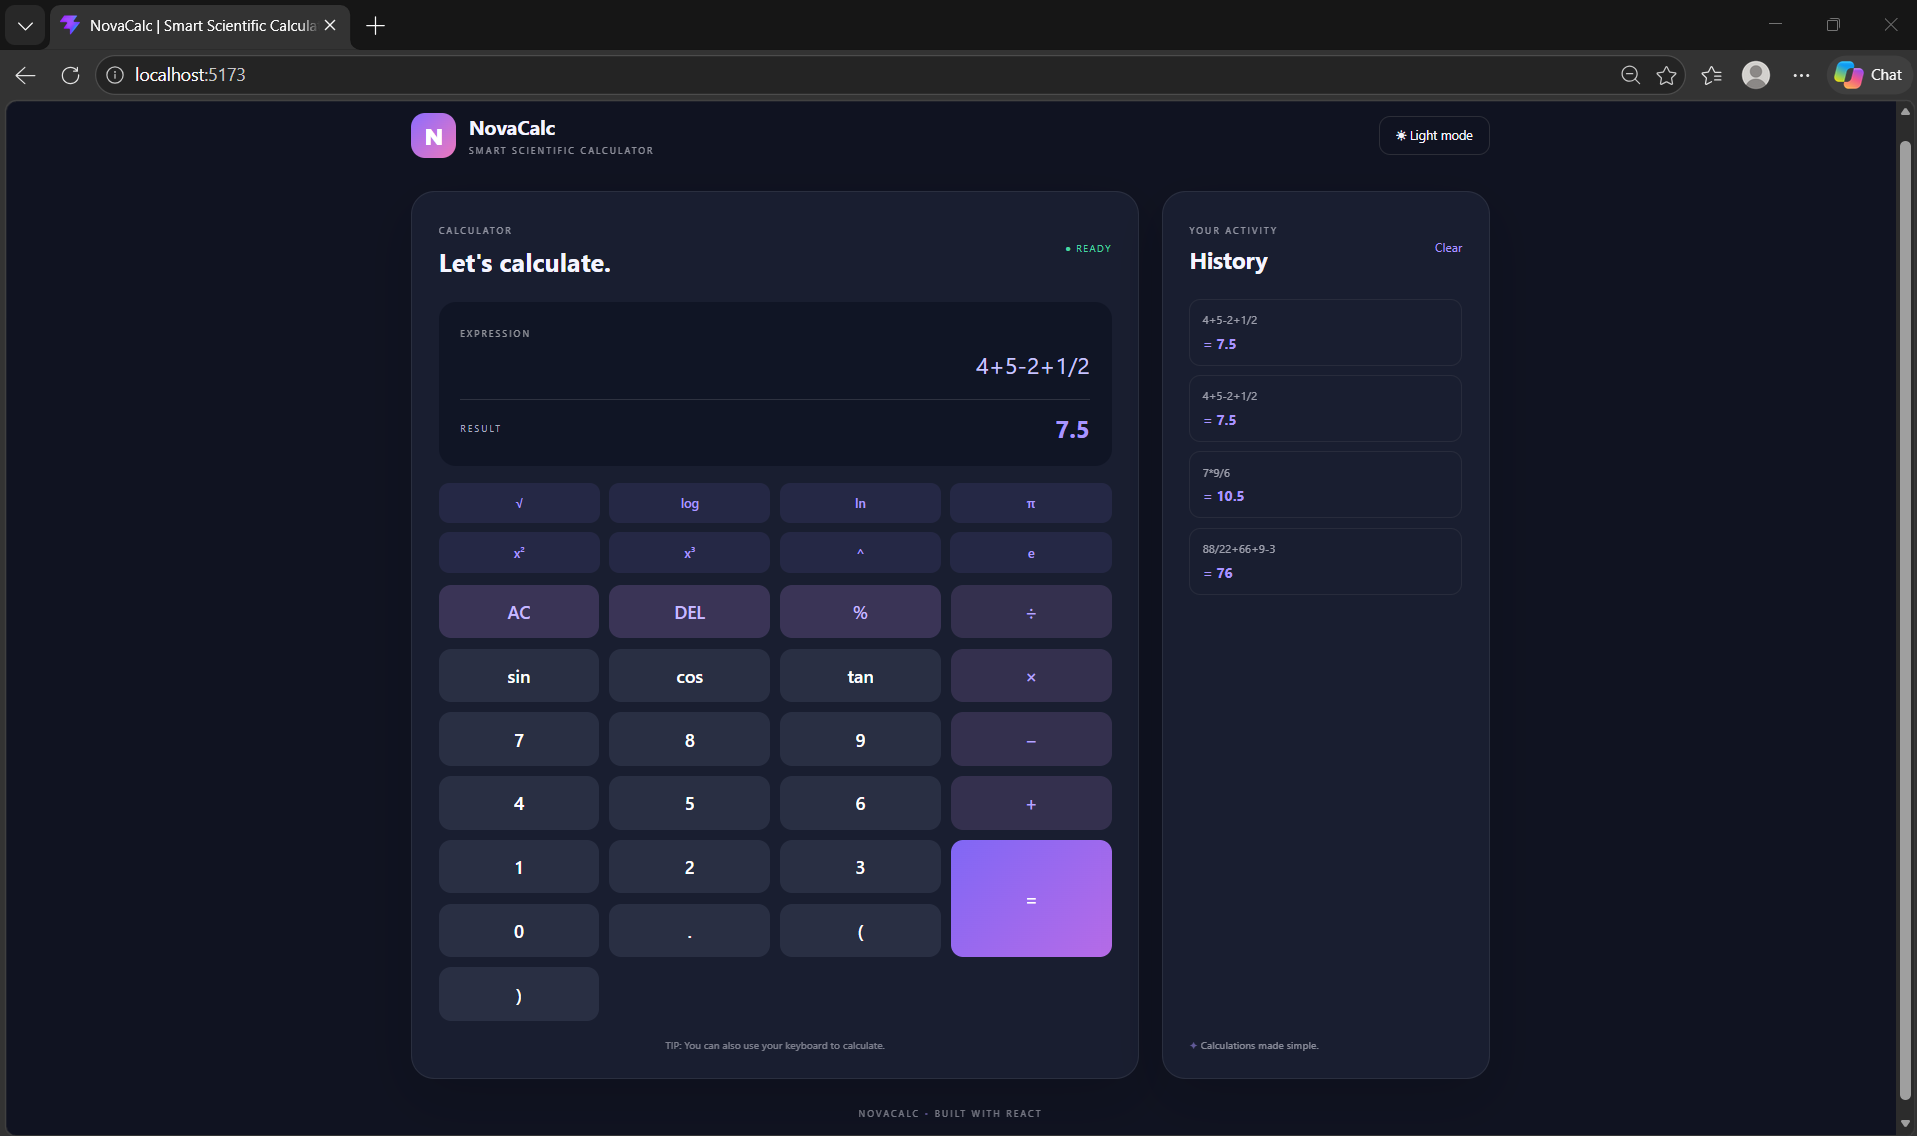 NovaCalc | Smart Scientific Calcula
localhost:5173
Chat
N
NovaCalc
SMART SCIENTIFIC CALCULATOR
☀ Light mode
CALCULATOR
Let's calculate.
● READY
EXPRESSION
4+5-2+1/2
RESULT
7.5
√ log ln π
x² x³ ^ e
AC DEL % ÷
sin cos tan ×
7 8 9 −
4 5 6 +
1 2 3 =
0 . (
)
TIP: You can also use your keyboard to calculate.
YOUR ACTIVITY
History
Clear
4+5-2+1/2
= 7.5
4+5-2+1/2
= 7.5
7*9/6
= 10.5
88/22+66+9-3
= 76
✦ Calculations made simple.
NOVACALC • BUILT WITH REACT